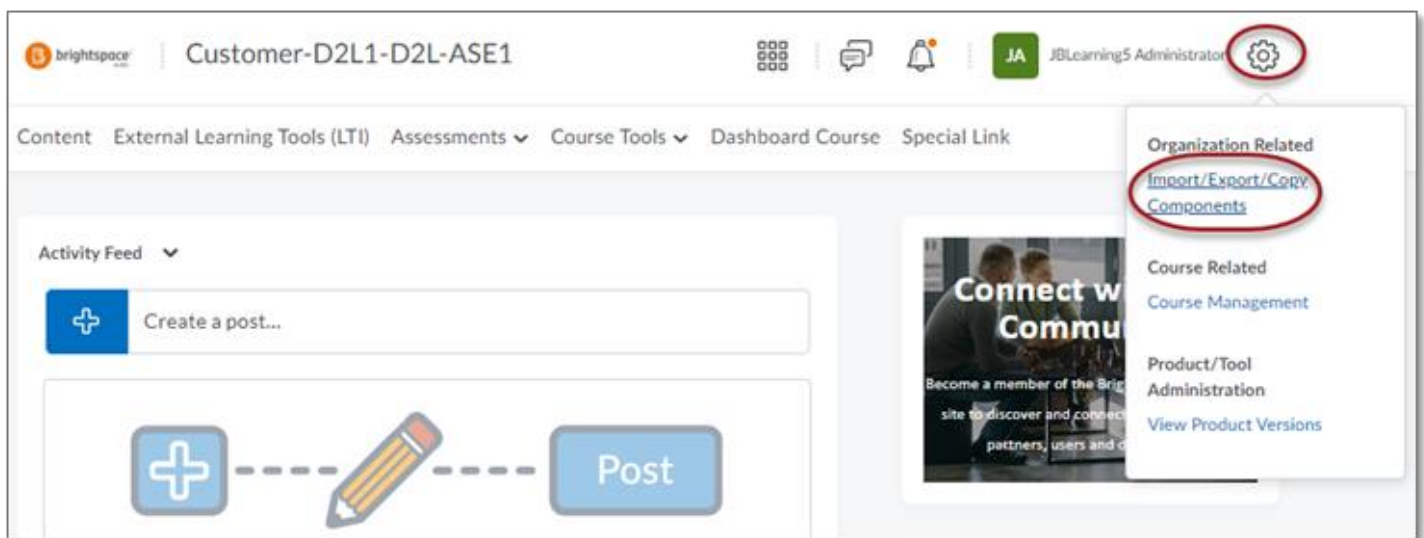 brightspace
Customer-D2L1-D2L-ASE1
JA
JBLearning5 Administrator
Content External Learning Tools (LTI) Assessments Course Tools Dashboard Course Special Link
Organization Related
Import/Export/Copy
Components
Course Related
Course Management
Product/Tool
Administration
View Product Versions
Activity Feed
Create a post...
Post
Connect w
Commu
Become a member of the Brig
site to discover and connec
partners, users and d